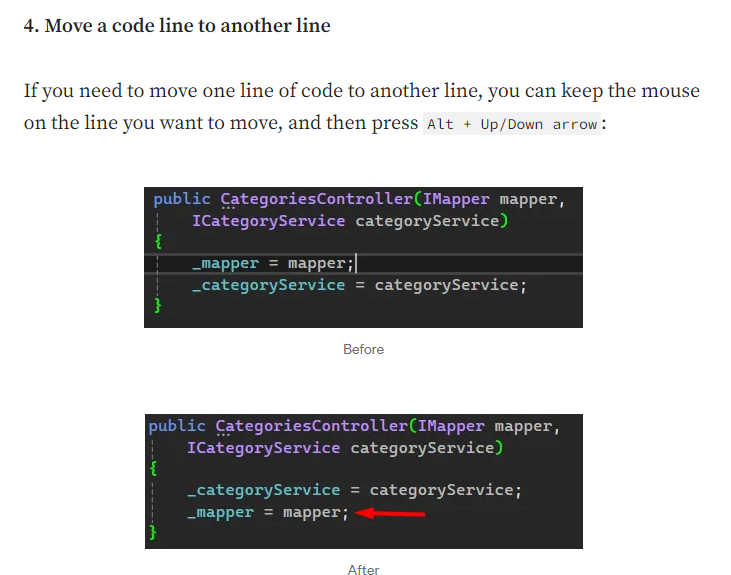 4. Move a code line to another line
If you need to move one line of code to another line, you can keep the mouse
on the line you want to move, and then press Alt + Up/Down arrow:
public CategoriesController(IMapper mapper,
ICategoryService categoryService)
{
_mapper = mapper;
_categoryService = categoryService;
}
Before
public CategoriesController(IMapper mapper,
ICategoryService categoryService)
{
_categoryService = categoryService;
_mapper = mapper;
}
After